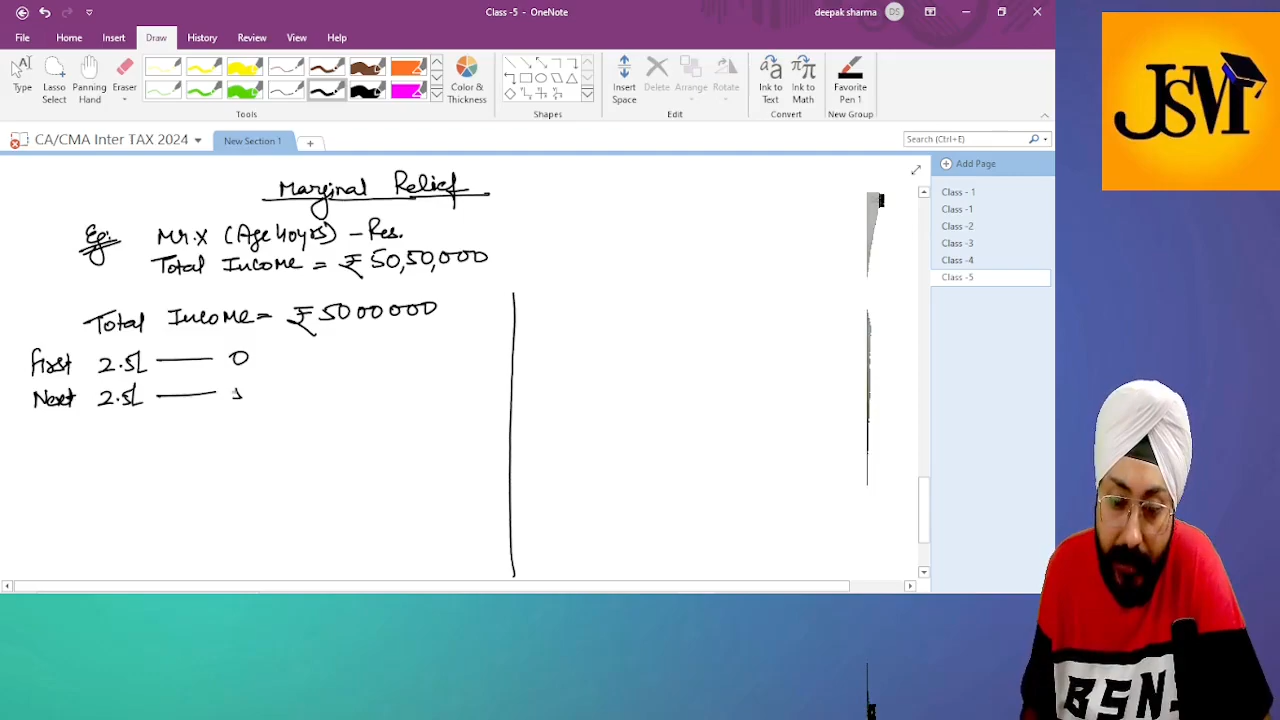 Class -5 - OneNote
deepak sharma
DS
File Home Insert Draw History Review View Help
Type
Lasso Select
Panning Hand
Eraser
Color & Thickness
Insert Space
Delete
Arrange
Rotate
Ink to Text
Ink to Math
Favorite Pen 1
Tools
Shapes
Edit
Convert
New Group
CA/CMA Inter TAX 2024
New Section 1
+
Search (Ctrl+E)
Add Page
Class - 1
Class -1
Class -2
Class -3
Class -4
Class -5
Marginal Relief
Eg: Mr.X (Age 40yrs) - Res.
Total Income = ₹ 50,50,000
Total Income = ₹ 5000000
First 2.5L — 0
Next 2.5L —
JSM
BSN